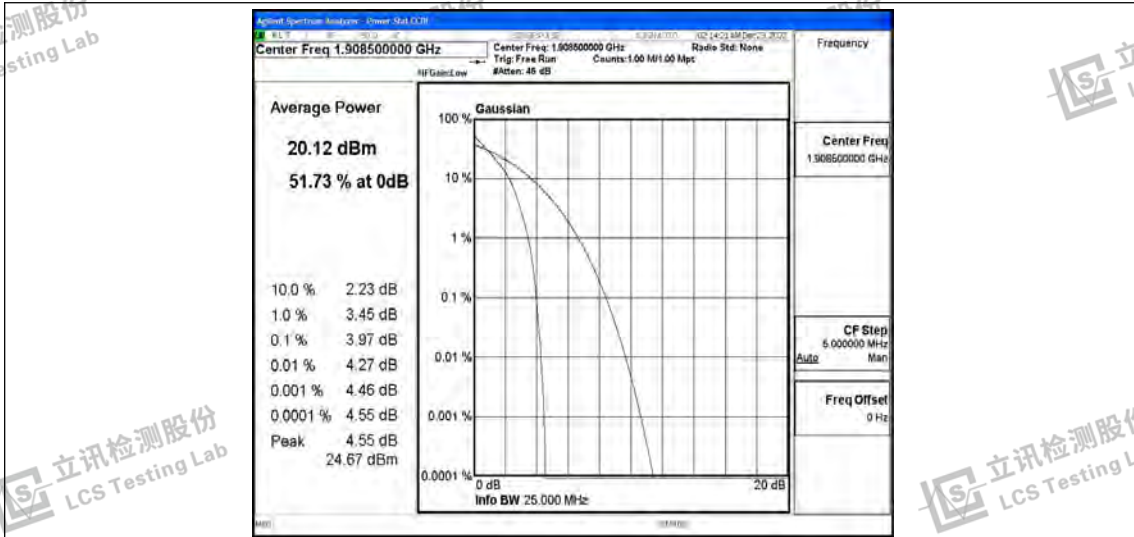 Agilent Spectrum Analyzer - Power Stat CCDF
Center Freq 1.908500000 GHz
Center Freq: 1.908500000 GHz
Radio Std: None
Trig: Free Run
Counts:1.00 M/1.00 Mpt
#IFGain:Low
#Atten: 46 dB
Frequency
Average Power
20.12 dBm
51.73 % at 0dB
10.0 % 2.23 dB
1.0 % 3.45 dB
0.1 % 3.97 dB
0.01 % 4.27 dB
0.001 % 4.46 dB
0.0001 % 4.55 dB
Peak 4.55 dB
24.67 dBm
Gaussian
100 %
10 %
1 %
0.1 %
0.01 %
0.001 %
0.0001 %
0 dB
20 dB
Info BW 25.000 MHz
Center Freq
1.908500000 GHz
CF Step
5.000000 MHz
Auto Man
Freq Offset
0 Hz
MSG
STATUS
立讯检测股份
LCS Testing Lab
立讯检测股份
LCS Testing L
测股份
esting Lab
立